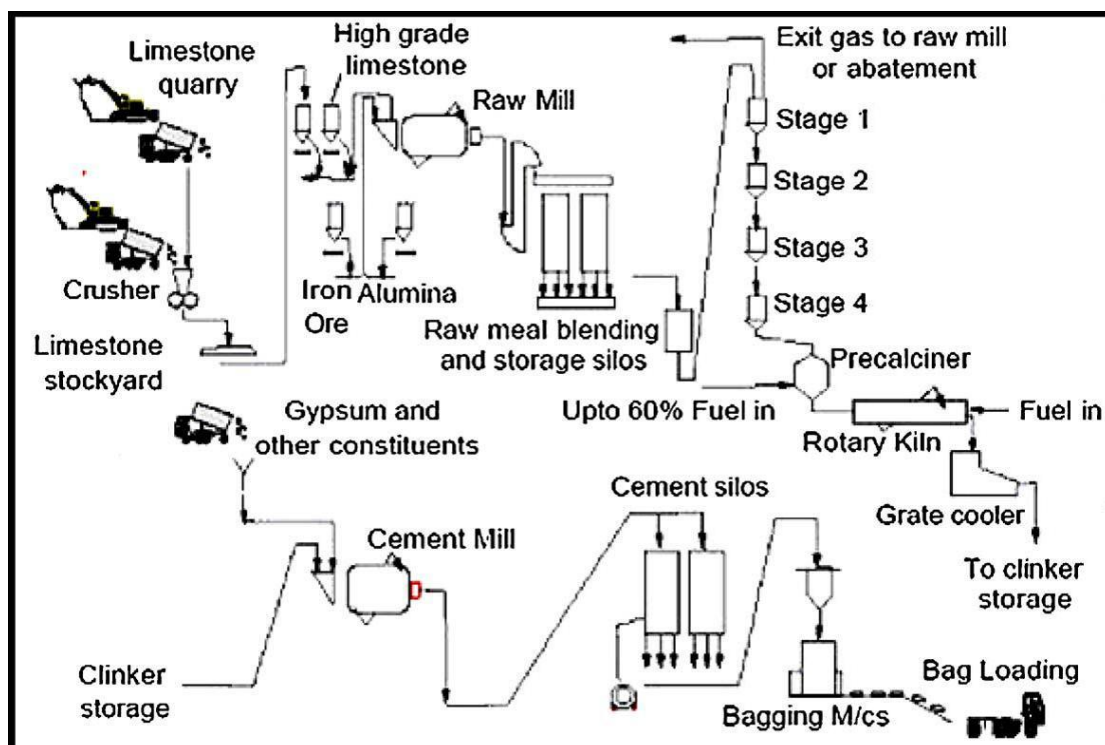 Limestone
quarry
High grade
limestone
Raw Mill
Exit gas to raw mill
or abatement
Stage 1
Stage 2
Stage 3
Stage 4
Crusher
Limestone
stockyard
Iron
Ore
Alumina
Raw meal blending
and storage silos
Precalciner
Upto 60% Fuel in
Fuel in
Rotary Kiln
Grate cooler
To clinker
storage
Gypsum and
other constituents
Cement Mill
Cement silos
Clinker
storage
Bagging M/cs
Bag Loading